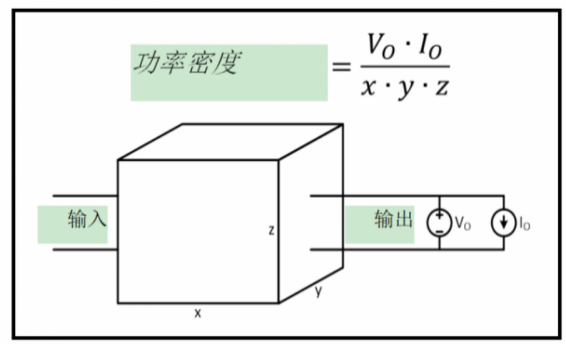 功率密度 = V_O · I_O / x · y · z
输入
z
输出
+
−
V_O
I_O
y
x